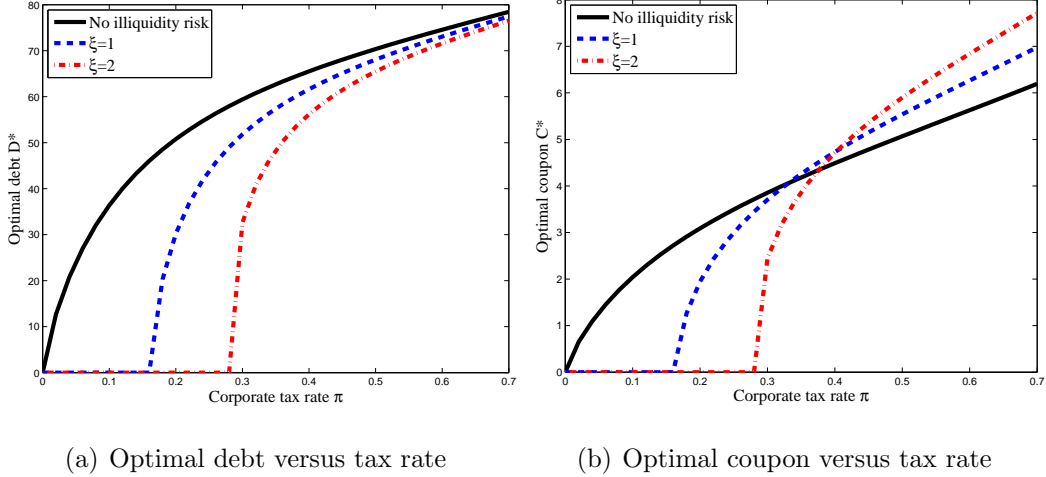 80
70
60
50
40
30
20
10
0
Optimal debt D*
No illiquidity risk
ξ=1
ξ=2
0 0.1 0.2 0.3 0.4 0.5 0.6 0.7
Corporate tax rate π
(a) Optimal debt versus tax rate
8
7
6
5
4
3
2
1
0
Optimal coupon C*
No illiquidity risk
ξ=1
ξ=2
0 0.1 0.2 0.3 0.4 0.5 0.6 0.7
Corporate tax rate π
(b) Optimal coupon versus tax rate